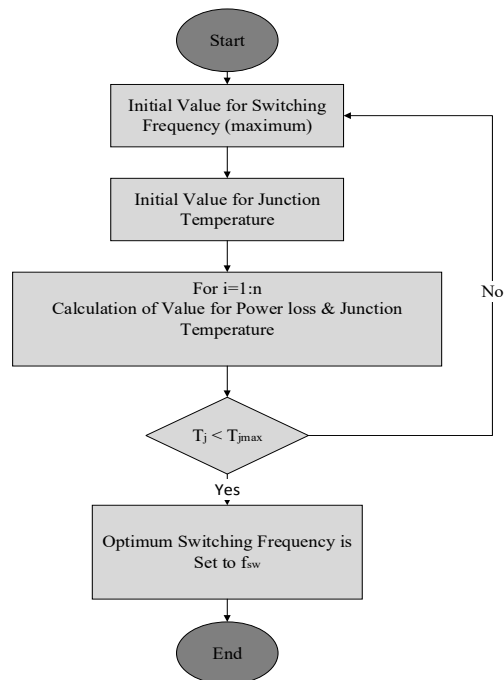 Start
Initial Value for Switching
Frequency (maximum)
Initial Value for Junction
Temperature
For i=1:n
Calculation of Value for Power loss & Junction
Temperature
No
Tj < Tjmax
Yes
Optimum Switching Frequency is
Set to fsw
End